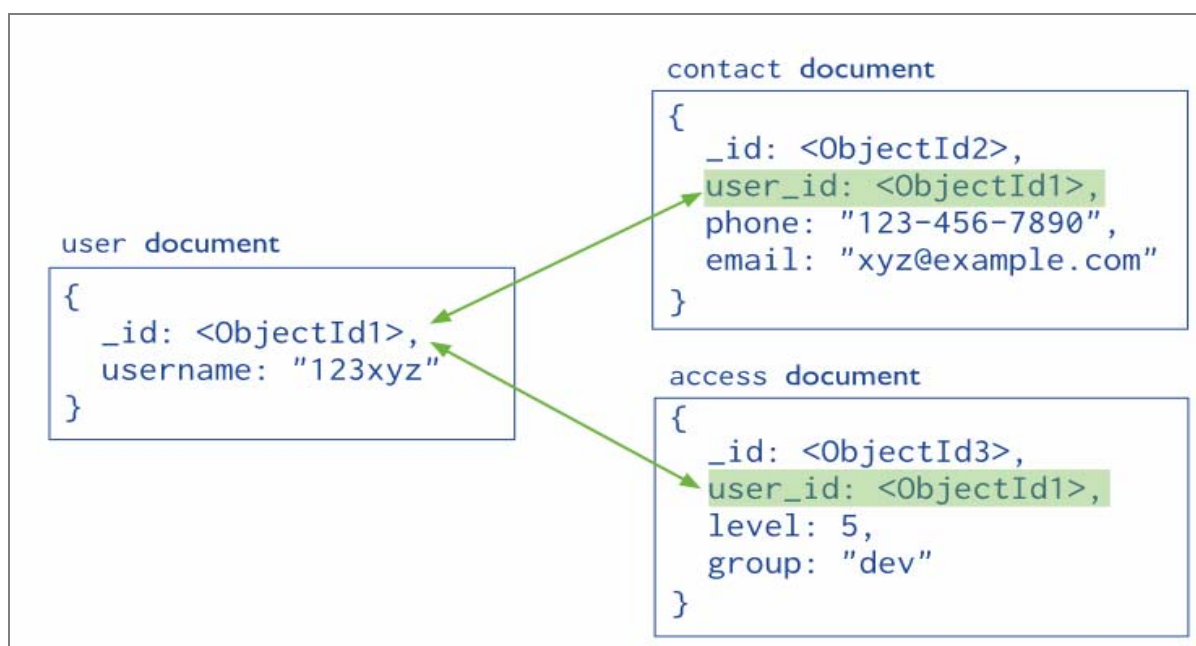 contact document
{
_id: <ObjectId2>,
user_id: <ObjectId1>,
phone: "123-456-7890",
email: "xyz@example.com"
}
user document
{
_id: <ObjectId1>,
username: "123xyz"
}
access document
{
_id: <ObjectId3>,
user_id: <ObjectId1>,
level: 5,
group: "dev"
}